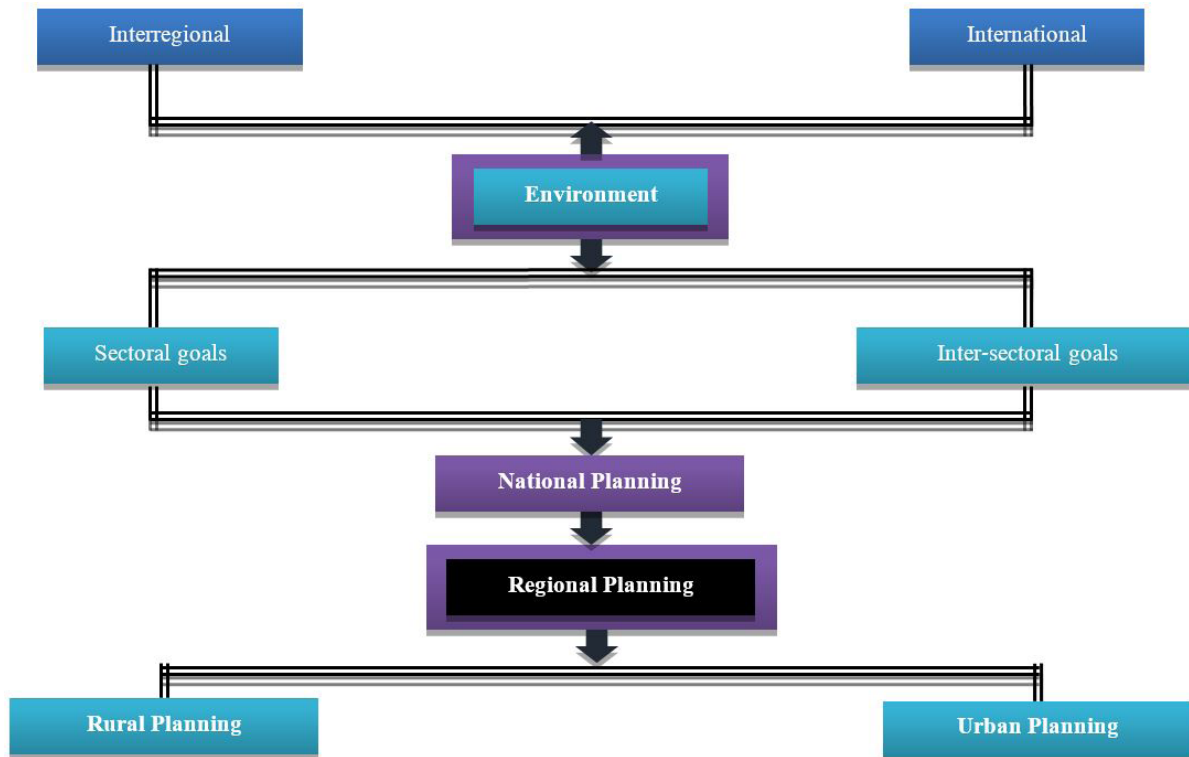 Interregional
International
Environment
Sectoral goals
Inter-sectoral goals
National Planning
Regional Planning
Rural Planning
Urban Planning